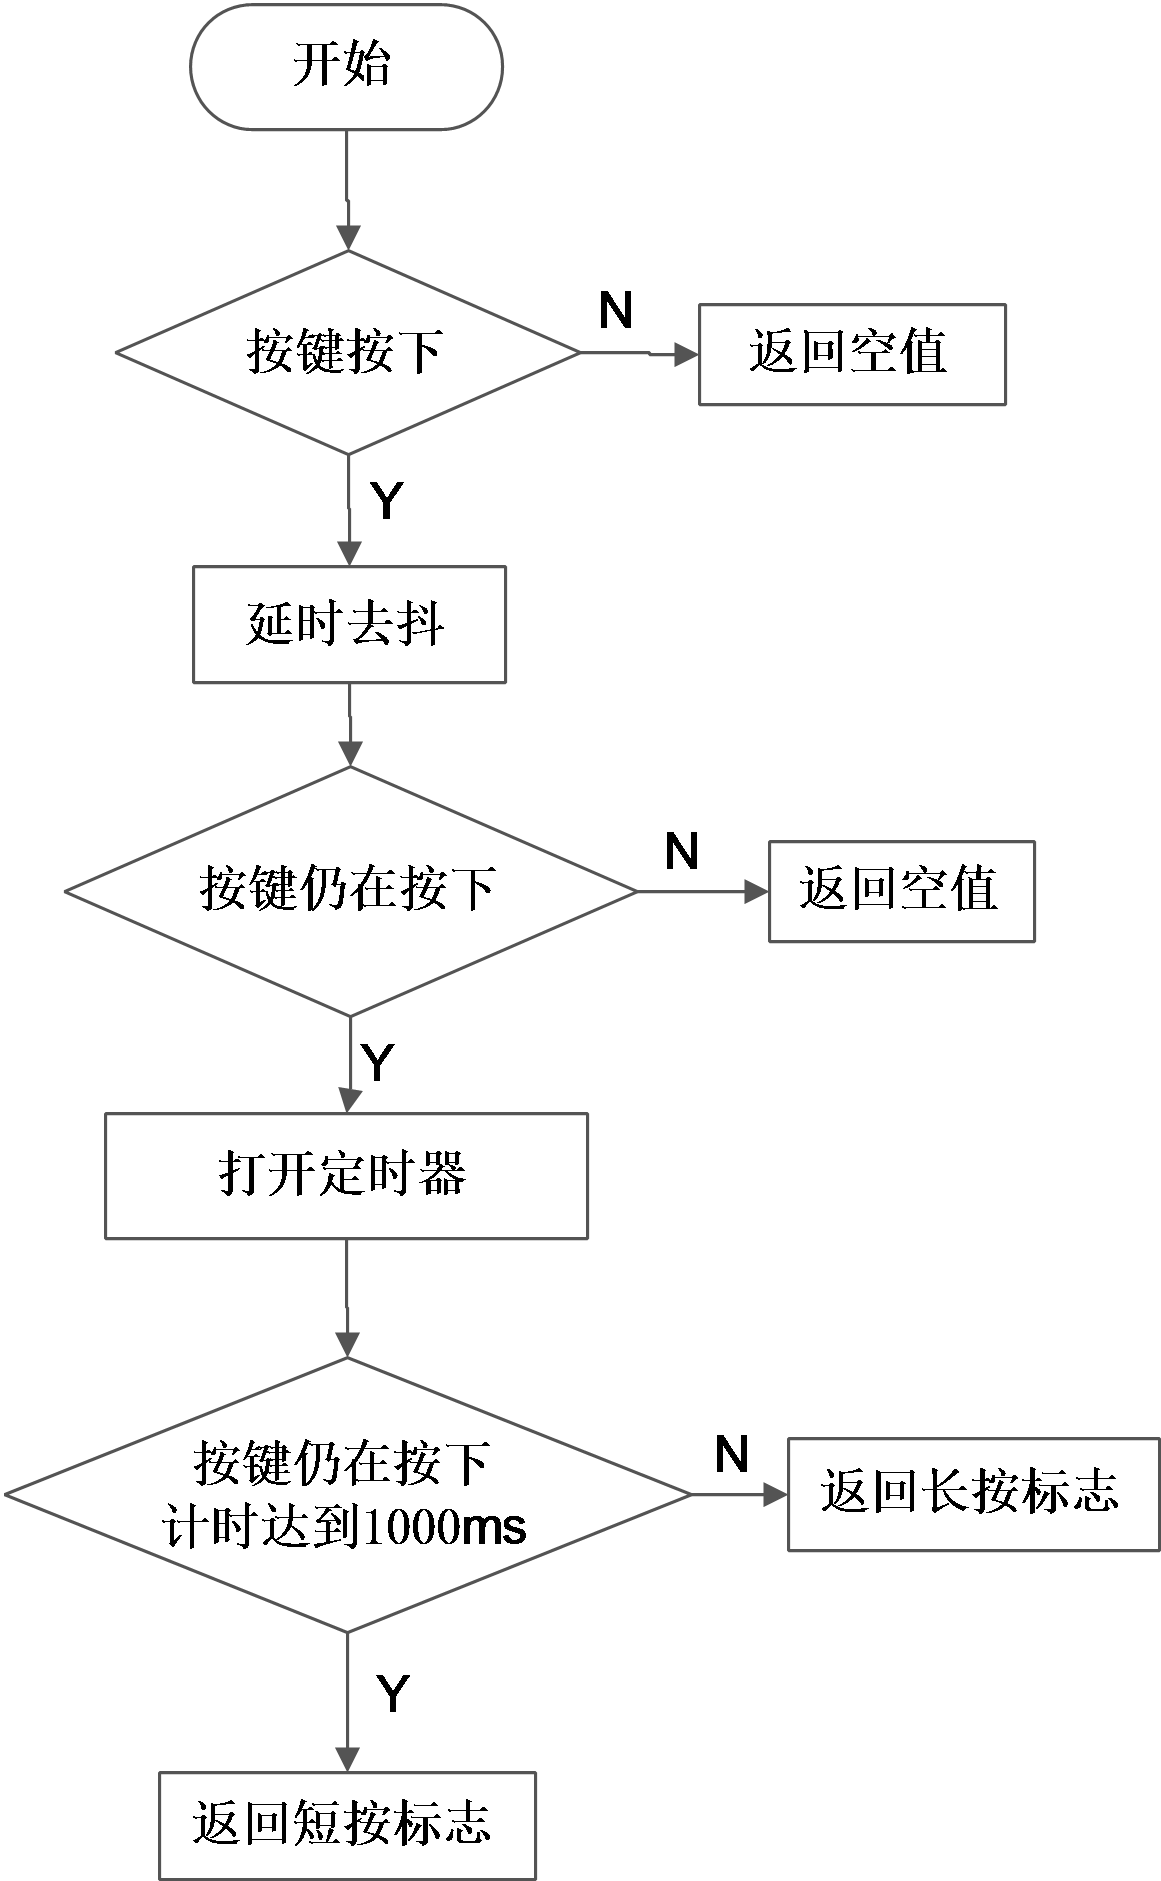 开始
按键按下
N
返回空值
Y
延时去抖
按键仍在按下
N
返回空值
Y
打开定时器
按键仍在按下
计时达到1000ms
N
返回长按标志
Y
返回短按标志